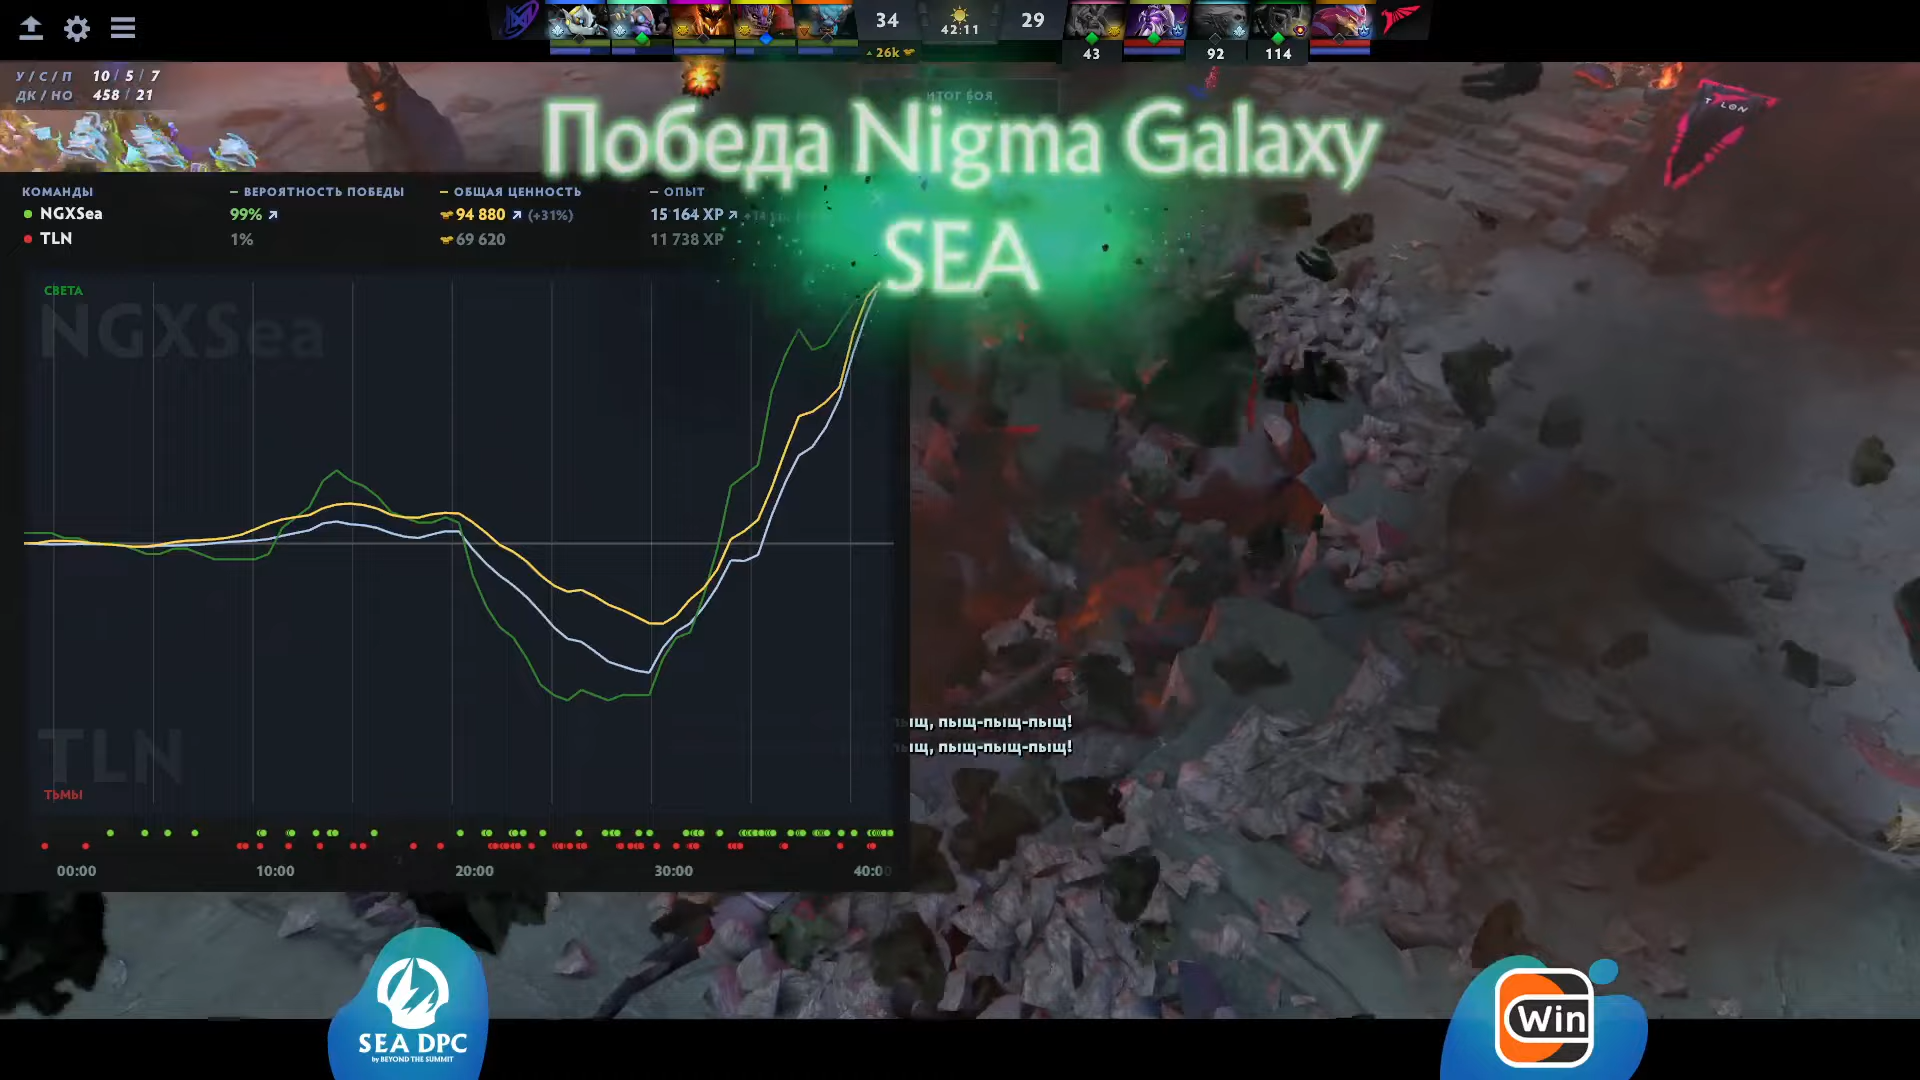 34
42:11
29
26k
43
92
114
У / С / П 10 / 5 / 7
ДК / НО 458 / 21
ИТОГ БОЯ
Победа Nigma Galaxy
SEA
TALON
КОМАНДЫ
ВЕРОЯТНОСТЬ ПОБЕДЫ
ОБЩАЯ ЦЕННОСТЬ
ОПЫТ
NGXSea
99%
94 880 (+31%)
15 164 XP
TLN
1%
69 620
11 738 XP
СВЕТА
NGXSea
пыщ-пыщ-пыщ!
пыщ-пыщ-пыщ!
TLN
ТЬМЫ
00:00
10:00
20:00
30:00
40:00
SEA DPC
by BEYOND THE SUMMIT
Win